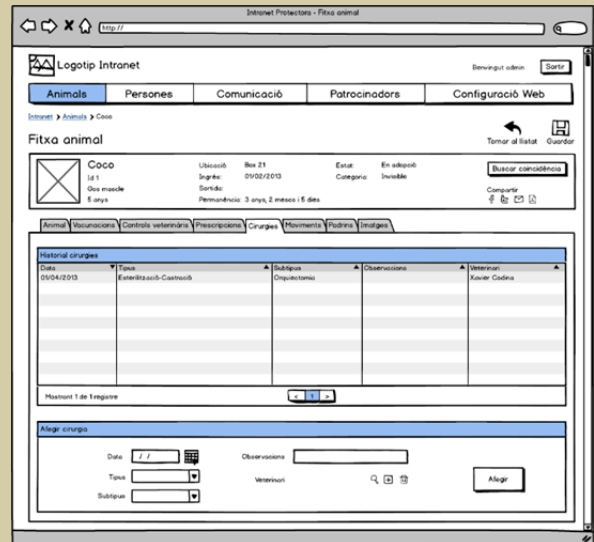 Intranet Protectora - Fitxa animal
http://
Logotip Intranet
Benvingut admin
Sortir
Animals
Persones
Comunicació
Patrocinadors
Configuració Web
Intranet > Animals > Coco
Fitxa animal
Tornar al llistat
Guardar
Coco
Id 1
Gos mascle
5 anys
Ubicació Box 21
Ingrés: 01/02/2013
Sortida:
Permanència: 3 anys, 2 mesos i 5 dies
Estat: En adopció
Categoria: Invisible
Buscar coincidència
Compartir
Animal
Vacunacions
Controls veterinària
Prescripcions
Cirurgies
Moviments
Padrins
Imatges
Historial cirurgies
Data Tipus Subtipus Observacions Veterinari
01/04/2013 Esterilització-Castració Orquiectomia Xavier Codina
Mostrant 1 de 1 registre
< 1 >
Afegir cirurgia
Data / /
Tipus
Subtipus
Observacions
Veterinari
Afegir